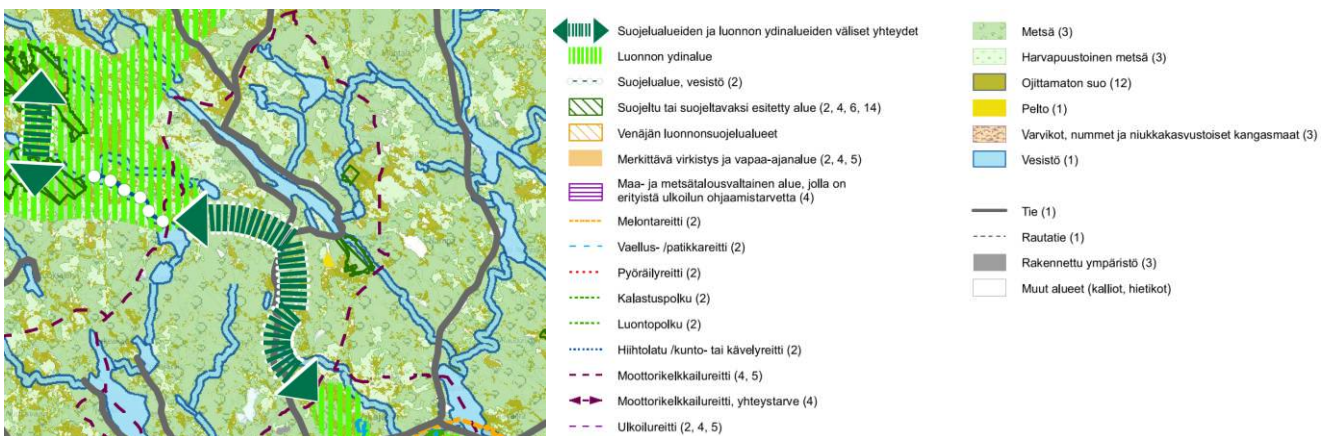 Suojelualueiden ja luonnon ydinalueiden väliset yhteydet
Luonnon ydinalue
Suojelualue, vesistö (2)
Suojeltu tai suojeltavaksi esitetty alue (2, 4, 6, 14)
Venäjän luonnonsuojelualueet
Merkittävä virkistys ja vapaa-ajanalue (2, 4, 5)
Maa- ja metsätalousvaltainen alue, jolla on
erityistä ulkoilun ohjaamistarvetta (4)
Melontareitti (2)
Vaellus- /patikkareitti (2)
Pyöräilyreitti (2)
Kalastuspolku (2)
Luontopolku (2)
Hiihtolatu /kunto- tai kävelyreitti (2)
Moottorikelkkailureitti (4, 5)
Moottorikelkkailureitti, yhteystarve (4)
Ulkoilureitti (2, 4, 5)
Metsä (3)
Harvapuustoinen metsä (3)
Ojittamaton suo (12)
Pelto (1)
Varvikot, nummet ja niukkakasvustoiset kangasmaat (3)
Vesistö (1)
Tie (1)
Rautatie (1)
Rakennettu ympäristö (3)
Muut alueet (kalliot, hietikot)